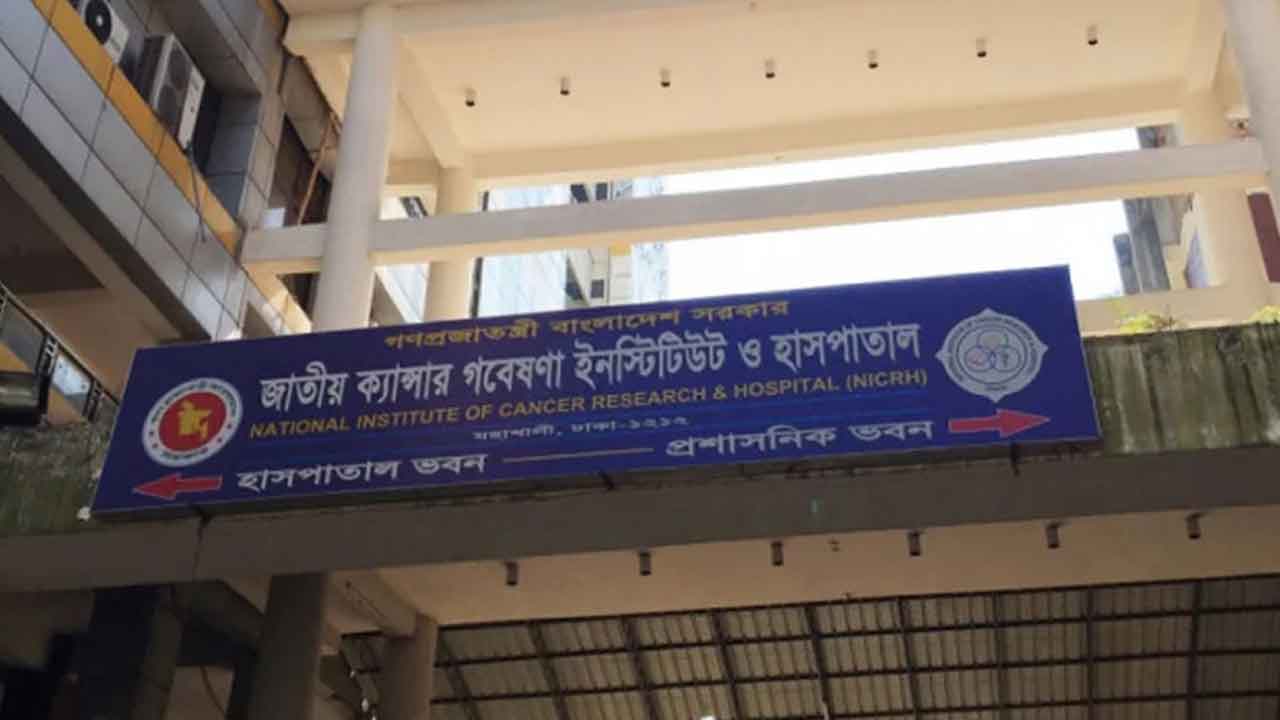 গণপ্রজাতন্ত্রী বাংলাদেশ সরকার
জাতীয় ক্যান্সার গবেষণা ইনস্টিটিউট ও হাসপাতাল
NATIONAL INSTITUTE OF CANCER RESEARCH & HOSPITAL (NICRH)
মহাখালী, ঢাকা-১২১২
হাসপাতাল ভবন
প্রশাসনিক ভবন